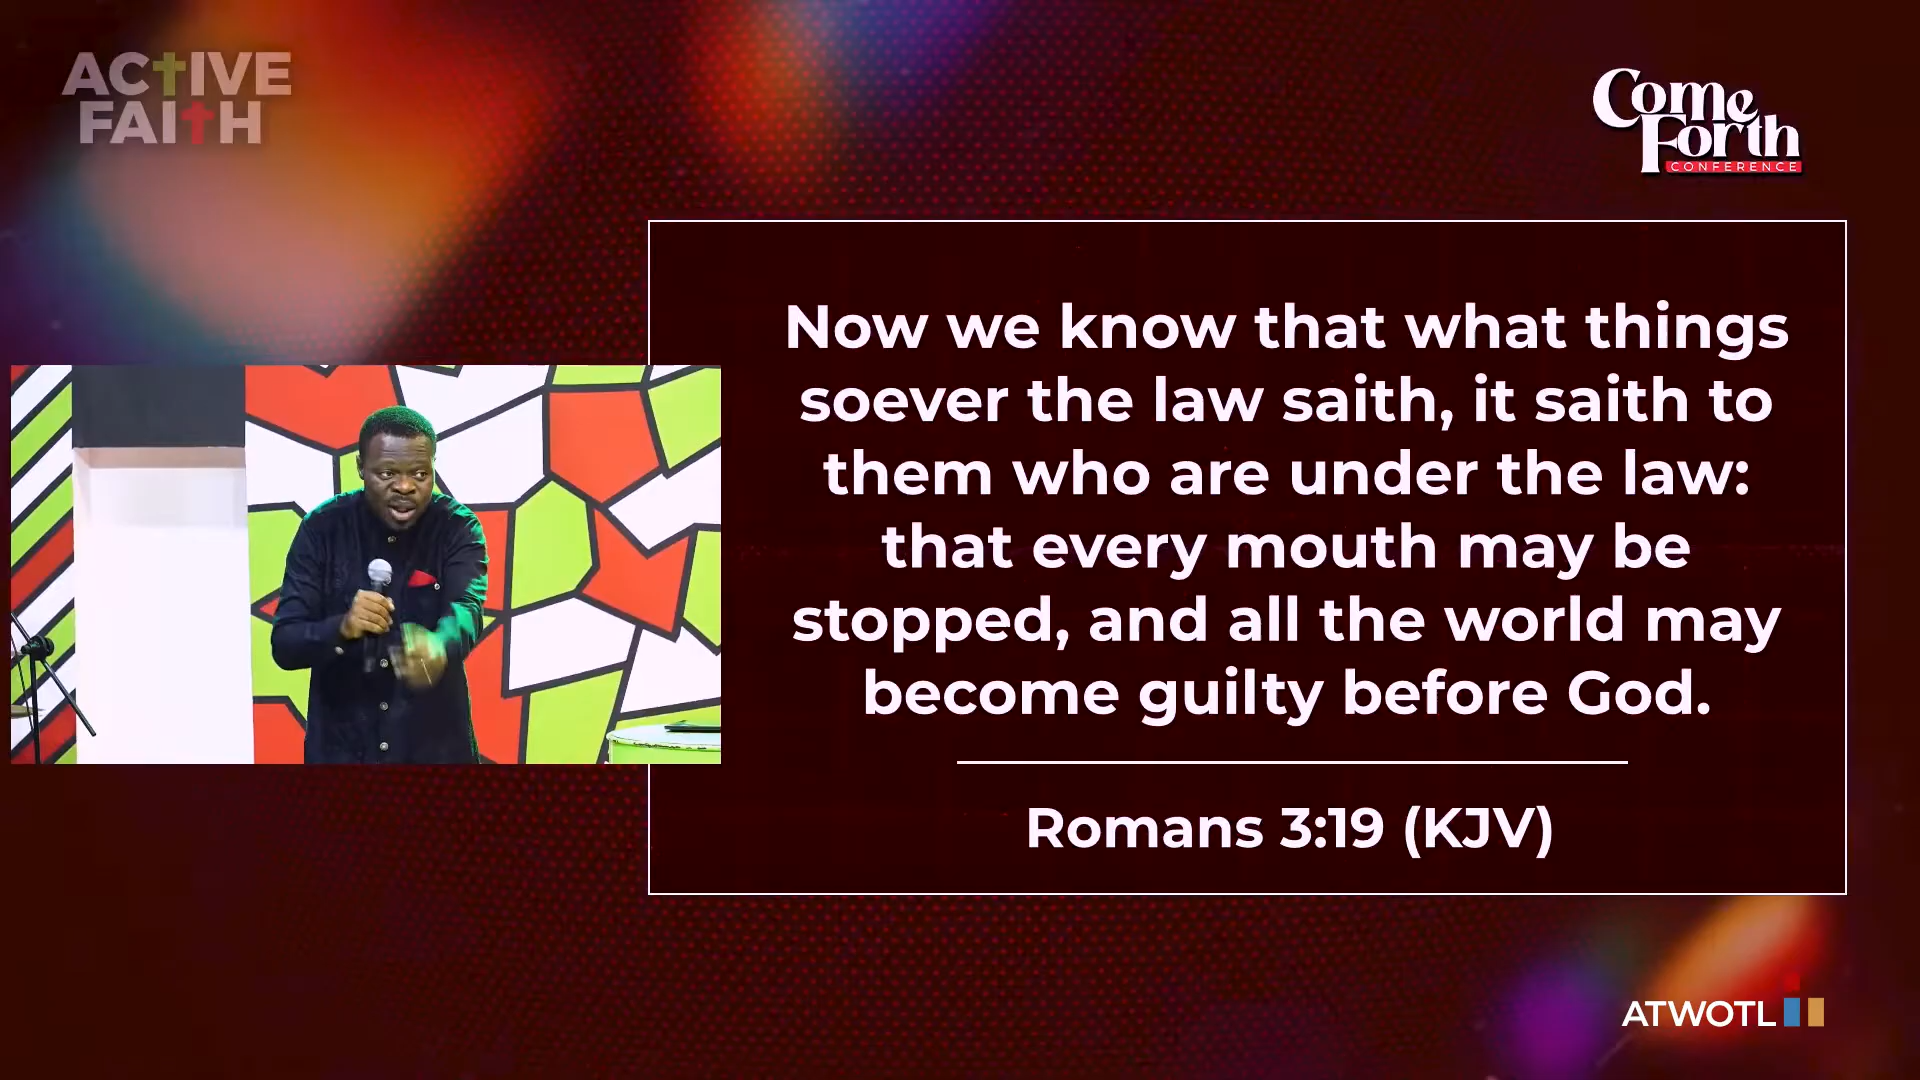 ACTIVE
FAITH
Come
Forth
CONFERENCE
Now we know that what things
soever the law saith, it saith to
them who are under the law:
that every mouth may be
stopped, and all the world may
become guilty before God.
Romans 3:19 (KJV)
ATWOTL